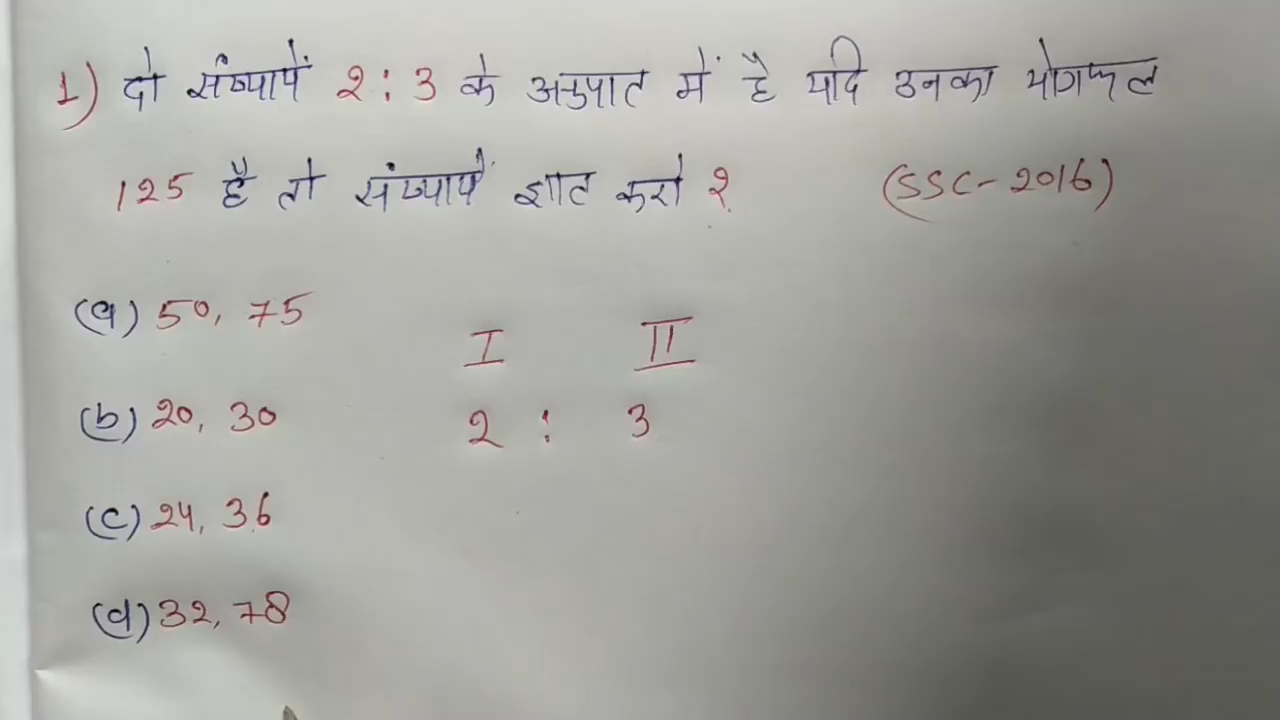 1) दो संख्यायें 2 : 3 के अनुपात में है यदि उनका योगफल
125 है तो संख्यायें ज्ञात करो ?
(SSC-2016)
(a) 50, 75
I II
(b) 20, 30
2 : 3
(c) 24, 36
(d) 32, 78